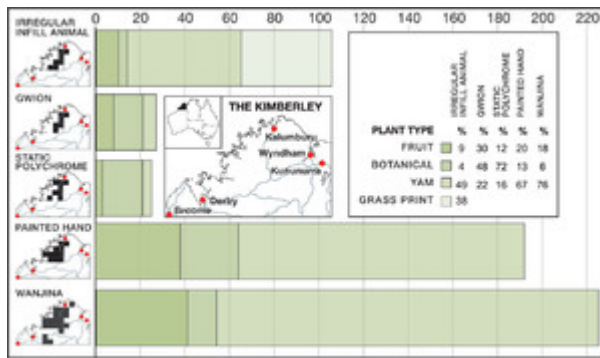 0 20 40 60 80 100 120 140 160 180 200 220
IRREGULAR
INFILL ANIMAL
GWION
STATIC
POLYCHROME
PAINTED HAND
WANJINA
THE KIMBERLEY
Kalumburu
Wyndham
Kununurra
Derby
Broome
IRREGULAR
INFILL ANIMAL
GWION
STATIC
POLYCHROME
PAINTED HAND
WANJINA
PLANT TYPE % % % % %
FRUIT 9 30 12 20 18
BOTANICAL 4 48 72 13 6
YAM 49 22 16 67 76
GRASS PRINT 38